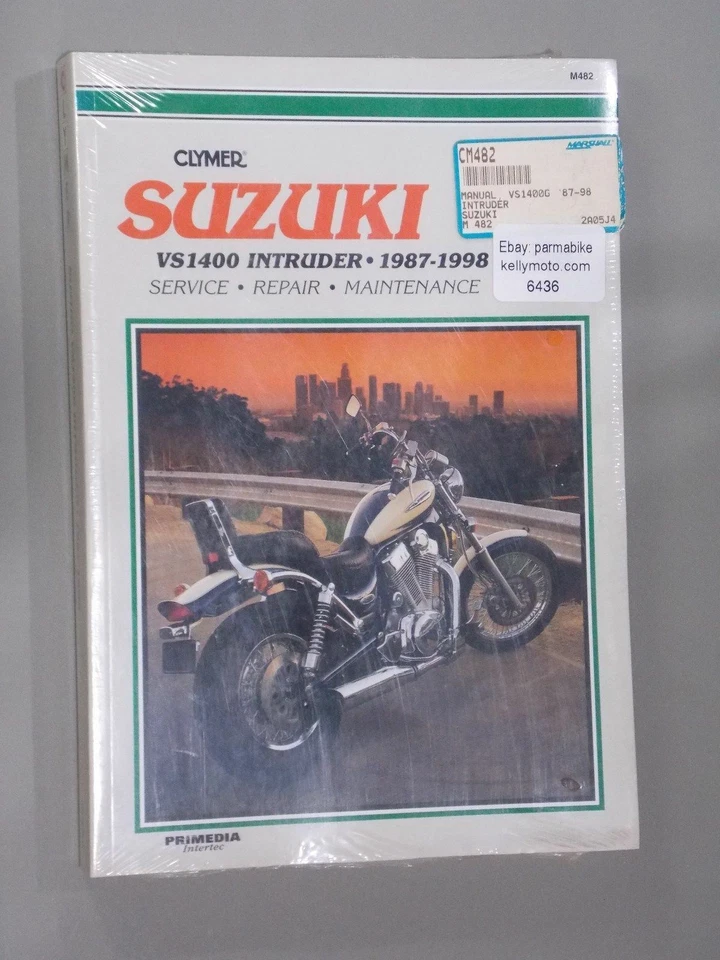 M482
CLYMER®
SUZUKI
VS1400 INTRUDER • 1987-1998
SERVICE • REPAIR • MAINTENANCE
MARSHALL
CM482
MANUAL, VS1400G '87-98
INTRUDER
SUZUKI
M 482 2A05J4
Ebay: parmabike
kellymoto.com
6436
PRIMEDIA
Intertec